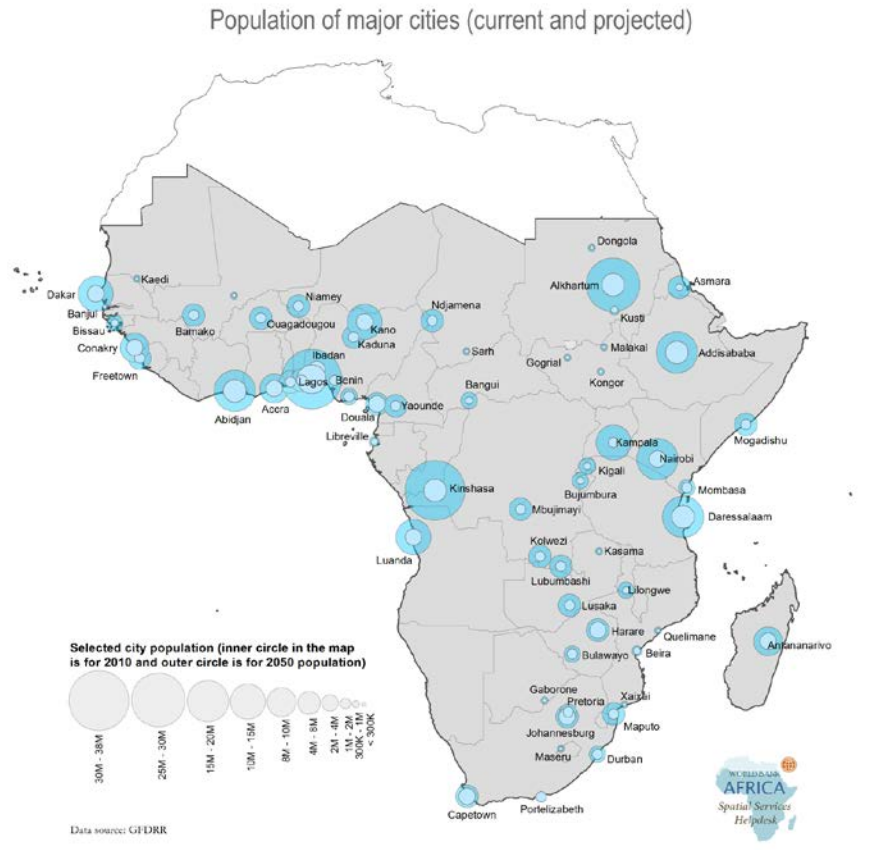 Population of major cities (current and projected)
Dongola
Kaedi
Alkhartum
Asmara
Dakar
Niamey
Ndjamena
Banjul
Kusti
Bissau
Bamako
Ouagadougou
Kano
Kaduna
Conakry
Sarh
Malakal
Addisababa
Gogrial
Freetown
Ibadan
Kongor
Lagos
Benin
Bangui
Accra
Abidjan
Douala
Yaounde
Libreville
Kampala
Mogadishu
Nairobi
Kigali
Kinshasa
Bujumbura
Mombasa
Mbujimayi
Daressalaam
Kolwezi
Kasama
Luanda
Lubumbashi
Lilongwe
Lusaka
Harare
Quelimane
Antananarivo
Bulawayo
Beira
Gaborone
Pretoria
Xaixai
Maputo
Johannesburg
Maseru
Durban
Capetown
Portelizabeth
Selected city population (inner circle in the map
is for 2010 and outer circle is for 2050 population)
30M - 38M
25M - 30M
15M - 20M
10M - 15M
8M - 10M
4M - 8M
2M - 4M
1M - 2M
300K - 1M
< 300K
Data source: GFDRR
WORLD BANK
AFRICA
Spatial Services
Helpdesk